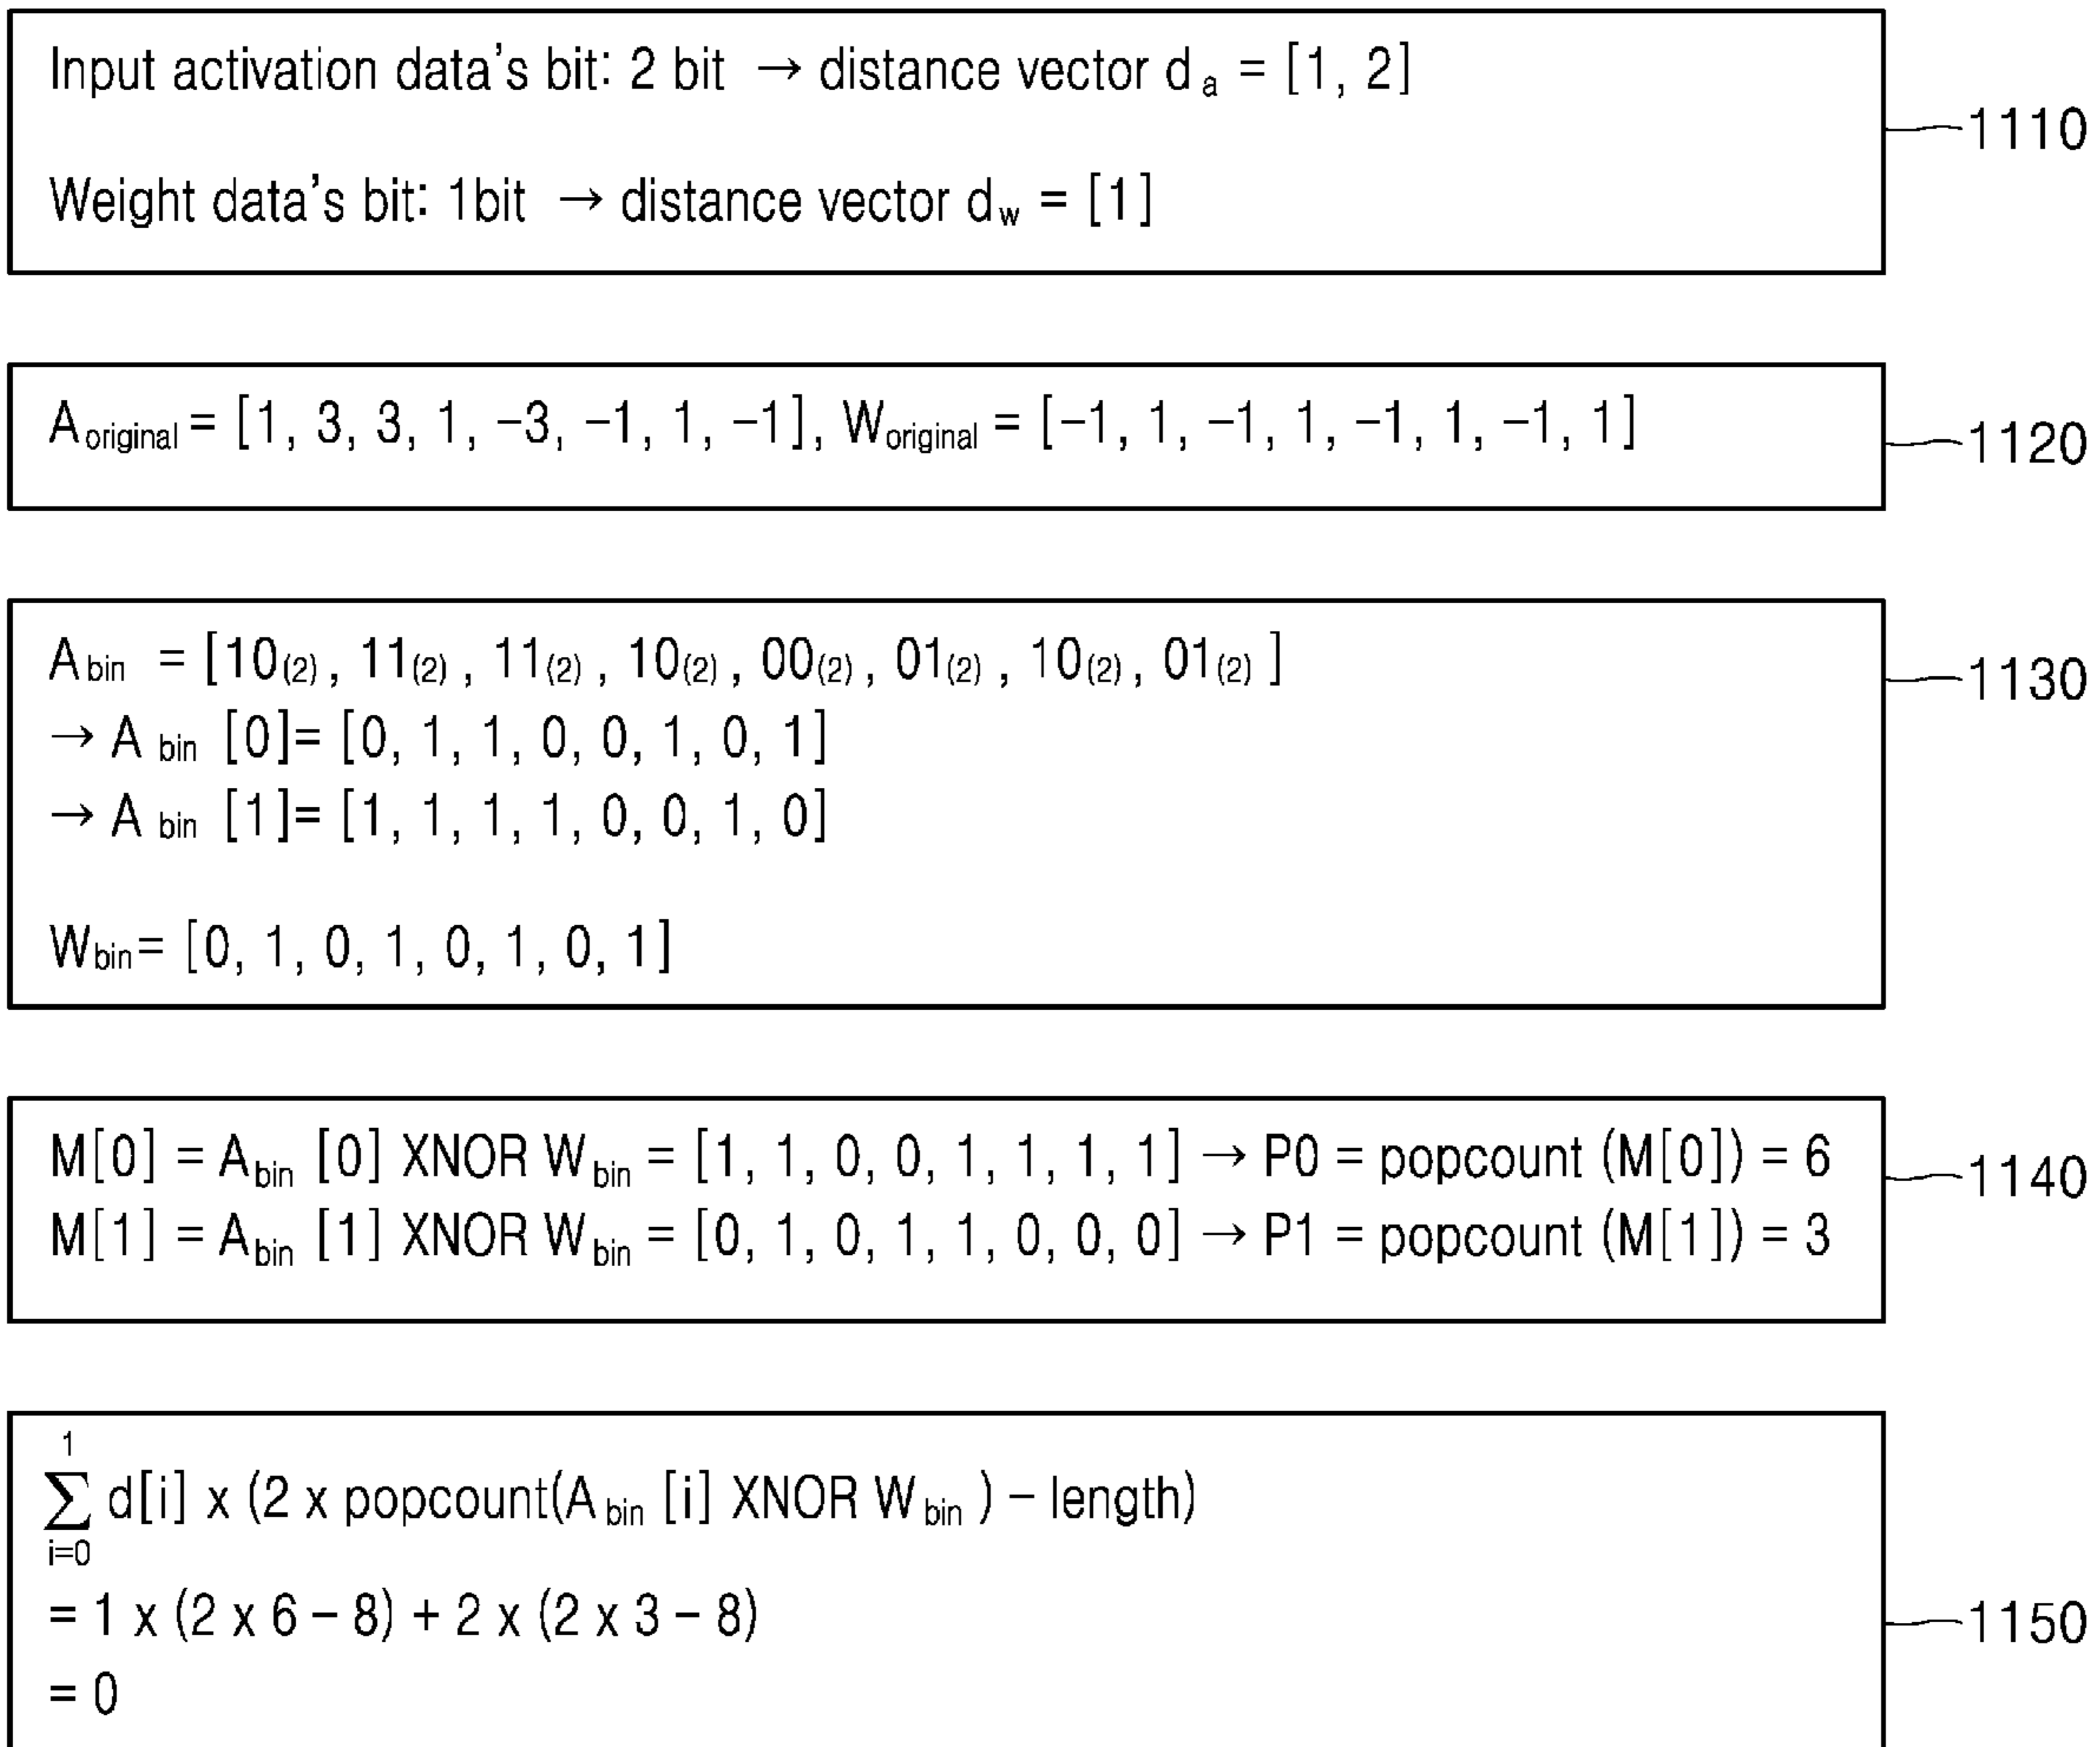 Input activation data's bit: 2 bit → distance vector d a = [1, 2]
Weight data's bit: 1bit → distance vector dw = [1]
1110
Aoriginal = [1, 3, 3, 1, −3, −1, 1, −1], Woriginal = [−1, 1, −1, 1, −1, 1, −1, 1]
1120
A bin = [10(2), 11(2), 11(2), 10(2), 00(2), 01(2), 10(2), 01(2)]
1130
→ A bin [0]= [0, 1, 1, 0, 0, 1, 0, 1]
→ A bin [1]= [1, 1, 1, 1, 0, 0, 1, 0]
Wbin= [0, 1, 0, 1, 0, 1, 0, 1]
M[0] = Abin [0] XNOR Wbin = [1, 1, 0, 0, 1, 1, 1, 1] → P0 = popcount (M[0]) = 6
1140
M[1] = Abin [1] XNOR Wbin = [0, 1, 0, 1, 1, 0, 0, 0] → P1 = popcount (M[1]) = 3
1
∑ d[i] x (2 x popcount(A bin [i] XNOR W bin ) − length)
i=0
= 1 x (2 x 6 − 8) + 2 x (2 x 3 − 8)
1150
= 0